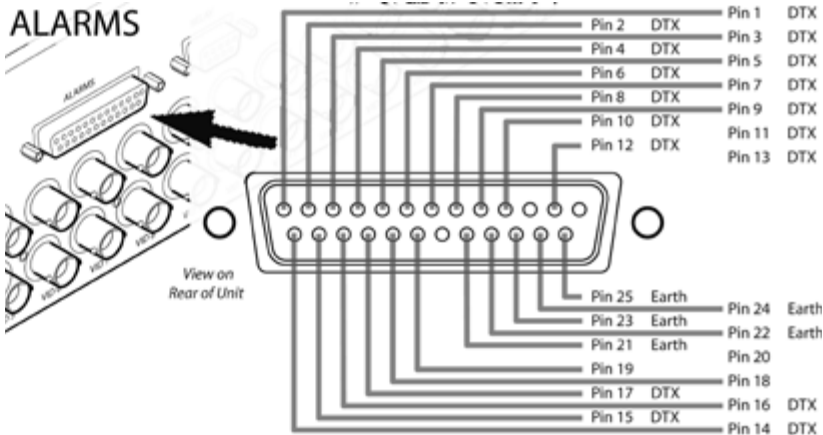 ALARMS
ALARMS
View on
Rear of Unit
Pin 1 DTX
Pin 2 DTX
Pin 3 DTX
Pin 4 DTX
Pin 5 DTX
Pin 6 DTX
Pin 7 DTX
Pin 8 DTX
Pin 9 DTX
Pin 10 DTX
Pin 11 DTX
Pin 12 DTX
Pin 13 DTX
Pin 25 Earth
Pin 24 Earth
Pin 23 Earth
Pin 22 Earth
Pin 21 Earth
Pin 20
Pin 19
Pin 18
Pin 17 DTX
Pin 16 DTX
Pin 15 DTX
Pin 14 DTX